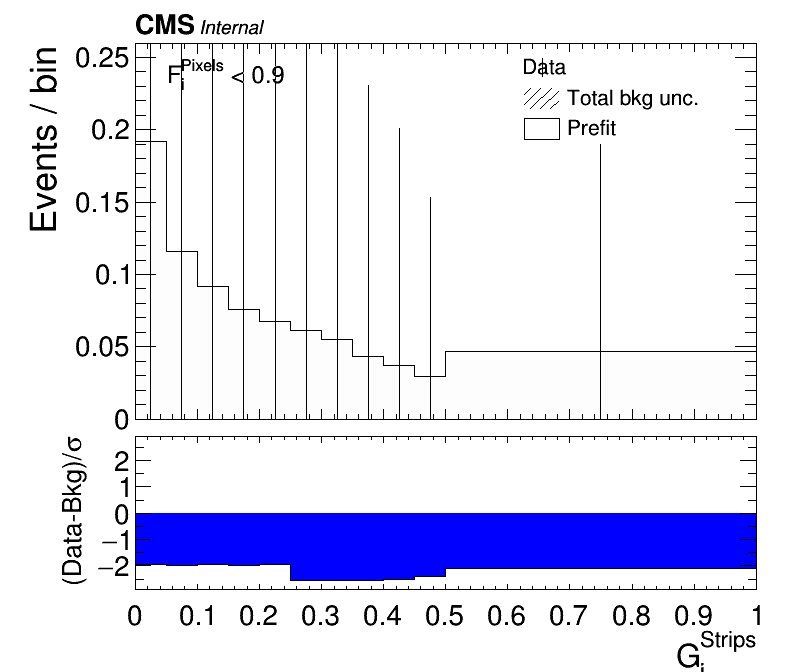 CMS Internal
Events / bin
0.25
0.2
0.15
0.1
0.05
0
F_i^Pixels < 0.9
Data
Total bkg unc.
Prefit
(Data-Bkg)/σ
2
1
0
−1
−2
0 0.1 0.2 0.3 0.4 0.5 0.6 0.7 0.8 0.9 1
G_i^Strips